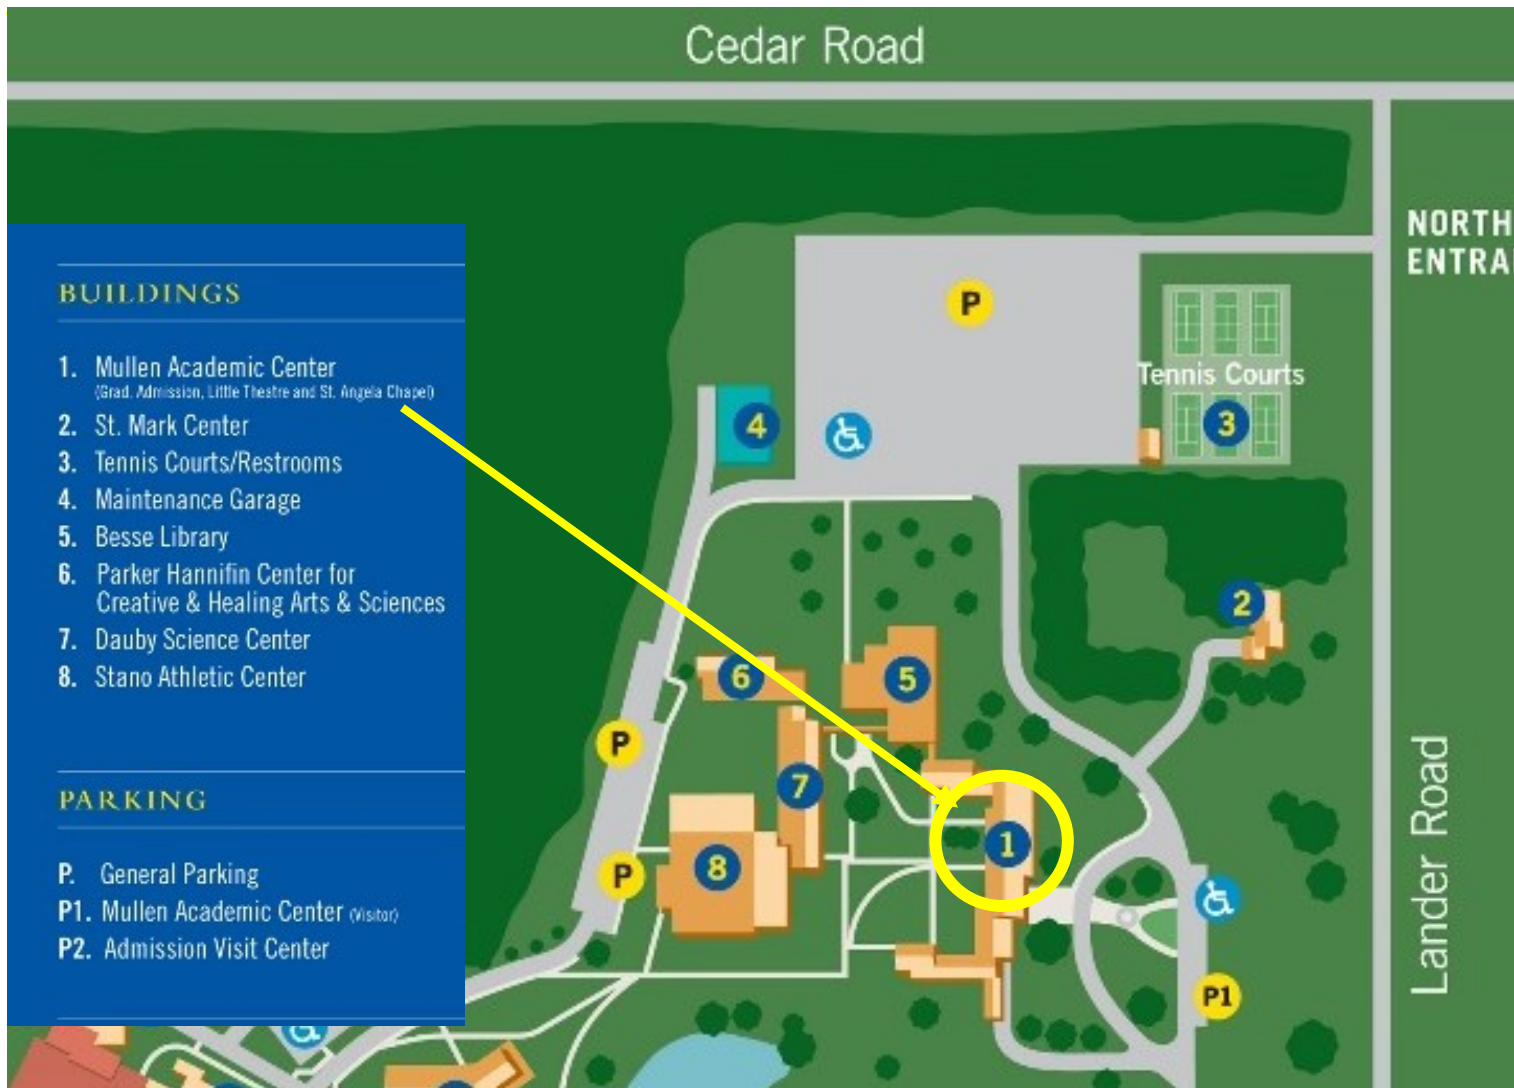 Cedar Road
NORTH
ENTRA
BUILDINGS
1. Mullen Academic Center
(Grad. Admission, Little Theatre and St. Angela Chapel)
2. St. Mark Center
3. Tennis Courts/Restrooms
4. Maintenance Garage
5. Besse Library
6. Parker Hannifin Center for
Creative & Healing Arts & Sciences
7. Dauby Science Center
8. Stano Athletic Center
PARKING
P. General Parking
P1. Mullen Academic Center (Visitor)
P2. Admission Visit Center
P
Tennis Courts
4
3
2
6
5
P
7
1
8
P
P1
Lander Road